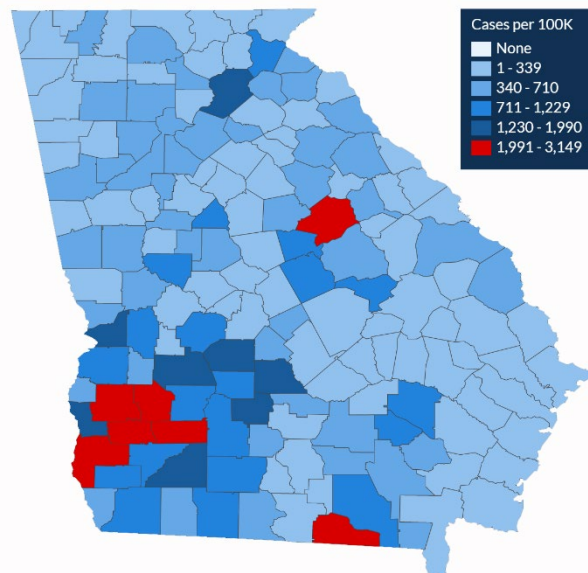 Cases per 100K
None
1 - 339
340 - 710
711 - 1,229
1,230 - 1,990
1,991 - 3,149